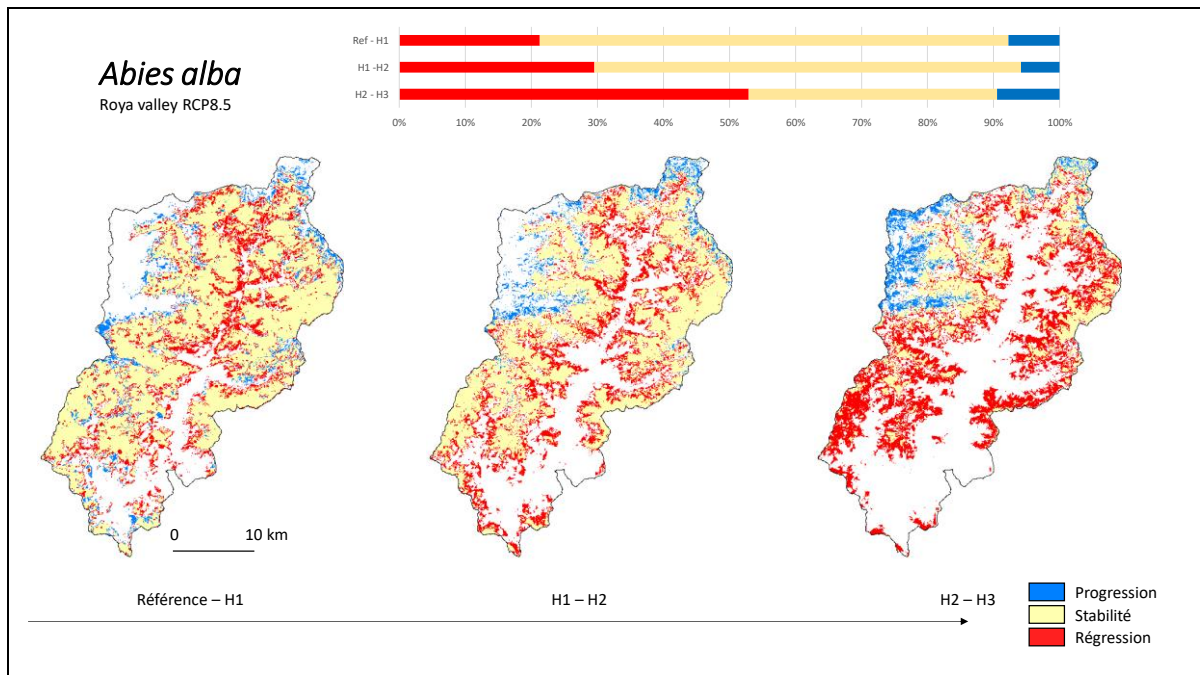 Abies alba
Roya valley RCP8.5
Ref - H1
H1 -H2
H2 - H3
0% 10% 20% 30% 40% 50% 60% 70% 80% 90% 100%
0 10 km
Référence – H1
H1 – H2
H2 – H3
Progression
Stabilité
Régression